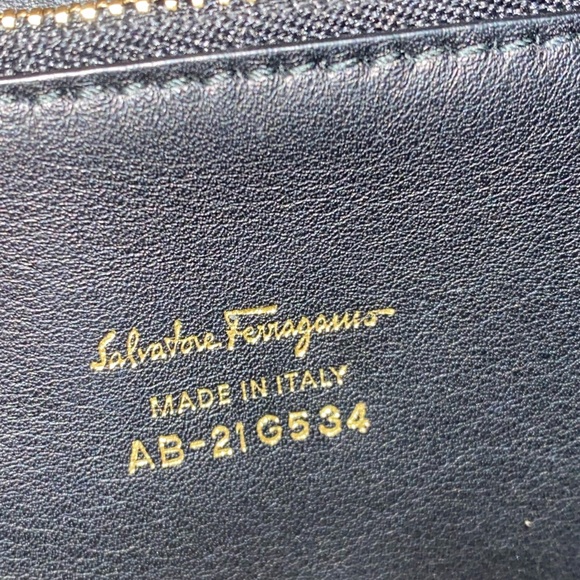 Salvatore Ferragamo
MADE IN ITALY
AB-21G534